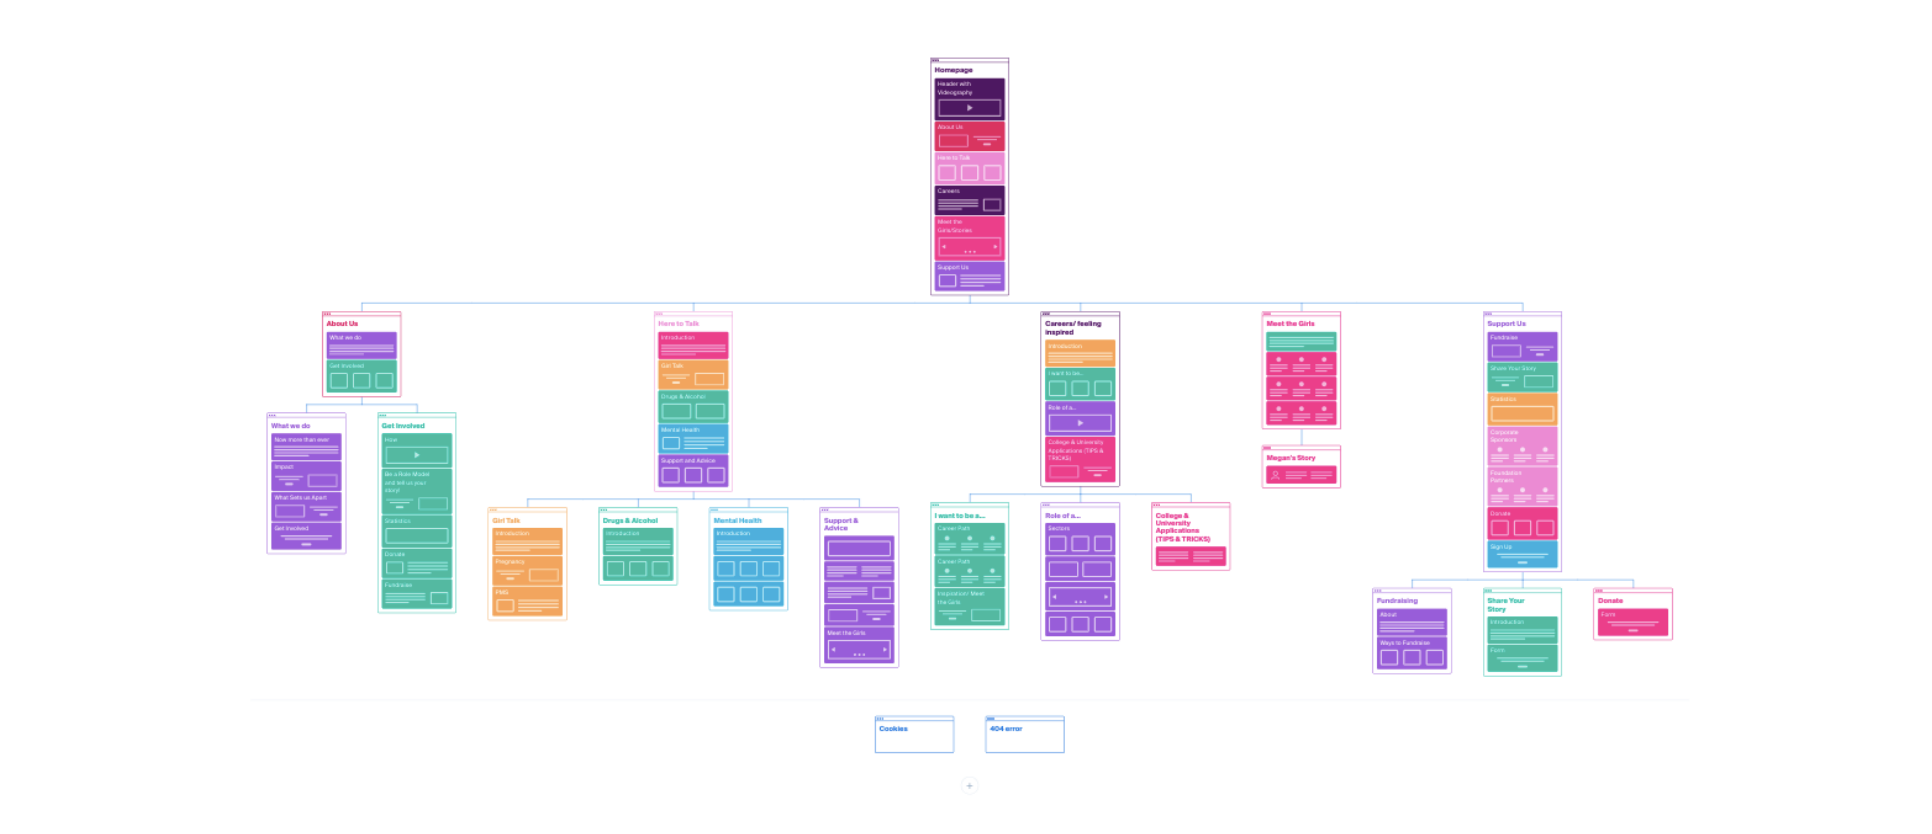 Homepage
Header with
Videography
About Us
Here to Talk
Careers
Meet the
Girls/Stories
Support Us
About Us
What we do
Get Involved
What we do
Now more than ever
Impact
What Sets us Apart
Get Involved
Get Involved
How
Be a Role Model
and tell us your
story!
Statistics
Donate
Fundraise
Here to Talk
Introduction
Girl Talk
Drugs & Alcohol
Mental Health
Support and Advice
Girl Talk
Introduction
Pregnancy
PMS
Drugs & Alcohol
Introduction
Mental Health
Introduction
Support &
Advice
Meet the Girls
Careers/ feeling
inspired
Introduction
I want to be...
Role of a...
College & University
Applications (TIPS &
TRICKS)
I want to be a...
Career Path
Career Path
Inspiration! Meet
the Girls
Role of a...
Sectors
College &
University
Applications
(TIPS & TRICKS)
Meet the Girls
Megan's Story
Support Us
Fundraise
Share Your Story
Statistics
Corporate
Sponsors
Foundation
Partners
Donate
Sign Up
Fundraising
About
Ways to Fundraise
Share Your
Story
Introduction
Form
Donate
Form
Cookies
404 error